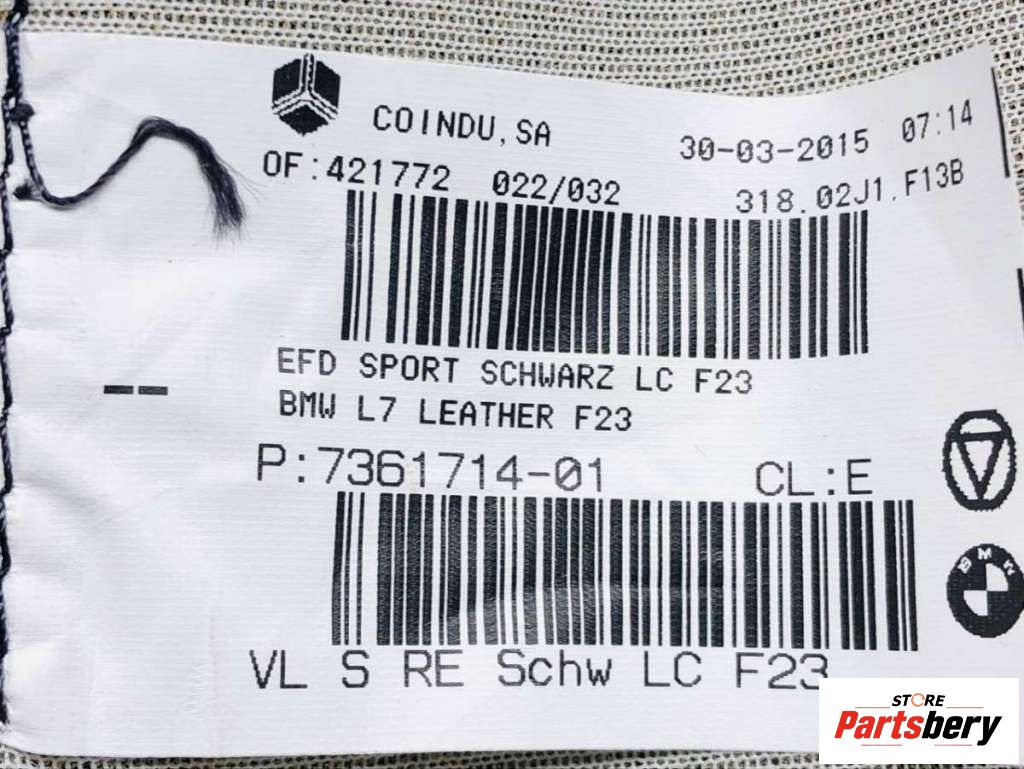 COINDU,SA 30-03-2015 07:14
OF:421772 022/032 318.02J1.F13B
EFD SPORT SCHWARZ LC F23
BMW L7 LEATHER F23
--
P:7361714-01 CL:E
BMW
VL S RE Schw LC F23
STORE
Partsbery